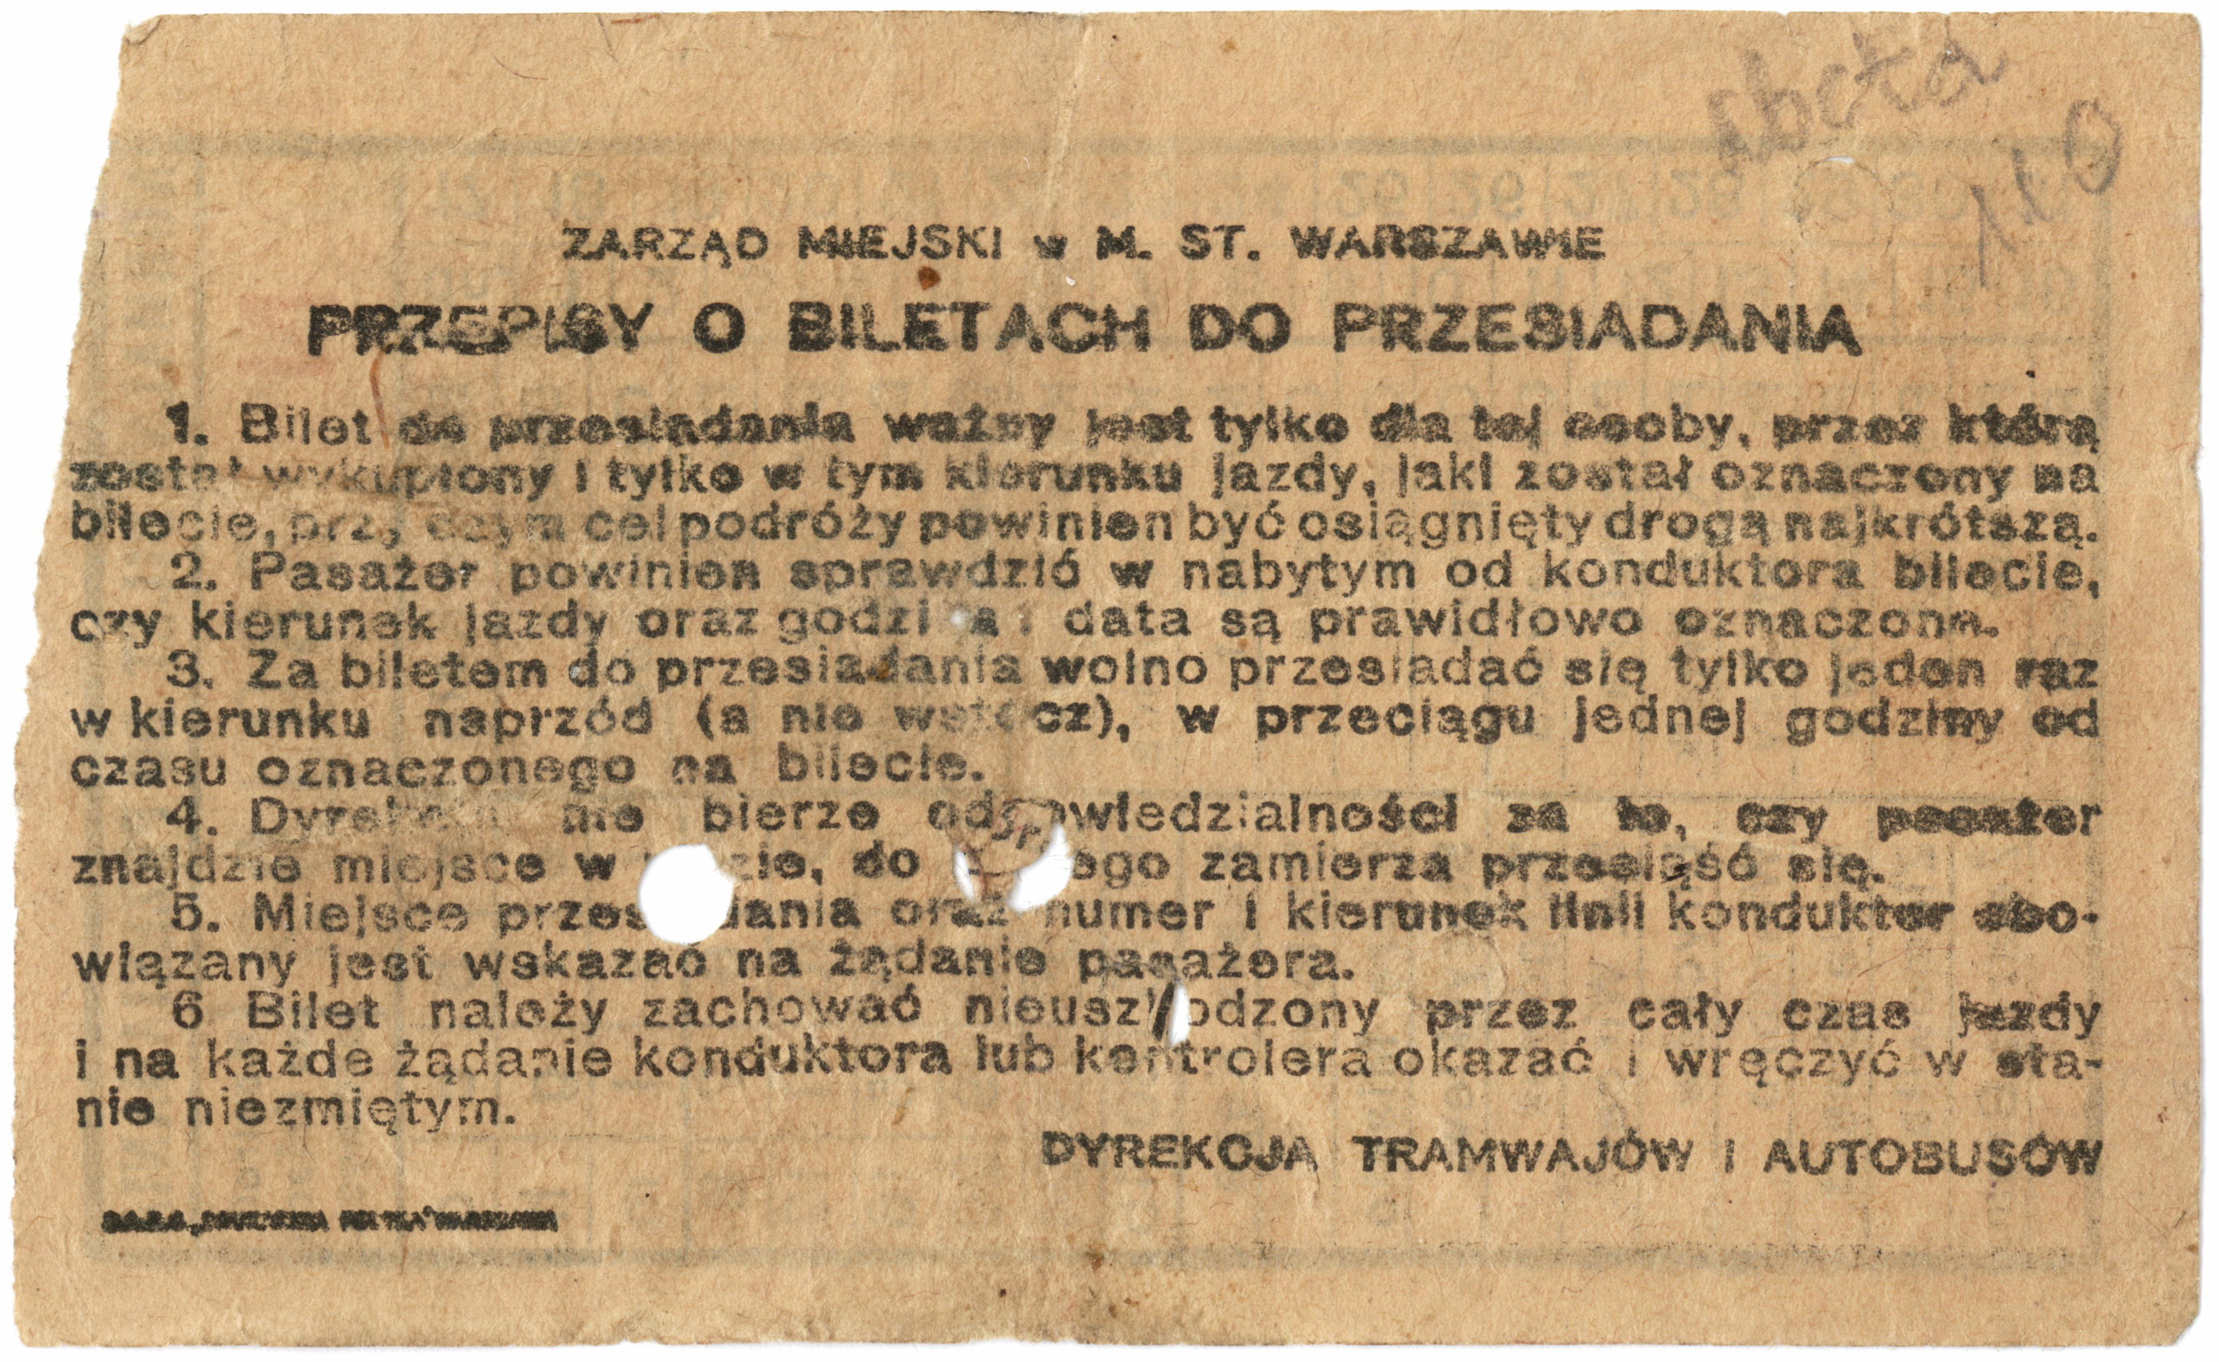 ZARZĄD MIEJSKI w M. ST. WARSZAWIE
PRZEPISY O BILETACH DO PRZESIADANIA
1. Bilet do przesiadania ważny jest tylko dla tej osoby, przez którą
został wykupiony i tylko w tym kierunku jazdy, jaki został oznaczony na
bilecie, przy czym cel podróży powinien być osiągnięty drogą najkrótszą.
2. Pasażer powinien sprawdzić w nabytym od konduktora bilecie,
czy kierunek jazdy oraz godzina i data są prawidłowo oznaczone.
3. Za biletem do przesiadania wolno przesiadać się tylko jeden raz
w kierunku naprzód (a nie wstecz), w przeciągu jednej godziny od
czasu oznaczonego na bilecie.
4. Dyrekcja nie bierze odpowiedzialności za to, czy pasażer
znajdzie miejsce w zie, do ego zamierza przesiąść się.
5. Miejsce przesiadania oraz numer i kierunek linii konduktor obo-
wiązany jest wskazać na żądanie pasażera.
6 Bilet należy zachować nieuszkodzony przez cały czas jazdy
i na każde żądanie konduktora lub kontrolera okazać i wręczyć w sta-
nie niezmiętym.
DYREKCJA TRAMWAJÓW I AUTOBUSÓW